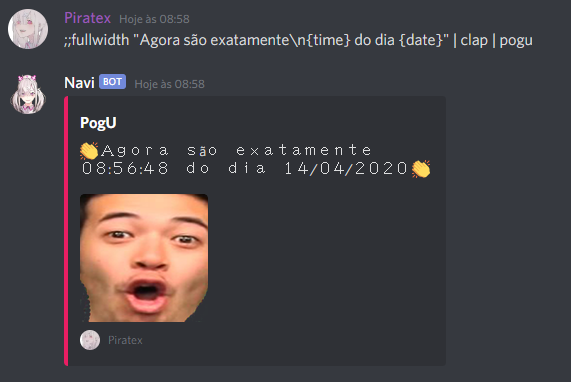 Piratex Hoje às 08:58
;;fullwidth "Agora são exatamente\n{time} do dia {date}" | clap | pogu
Navi BOT Hoje às 08:58
PogU
👏Ａｇｏｒａ ｓãｏ ｅｘａｔａｍｅｎｔｅ
０８:５６:４８ ｄｏ ｄｉａ １４/０４/２０２０👏
Piratex